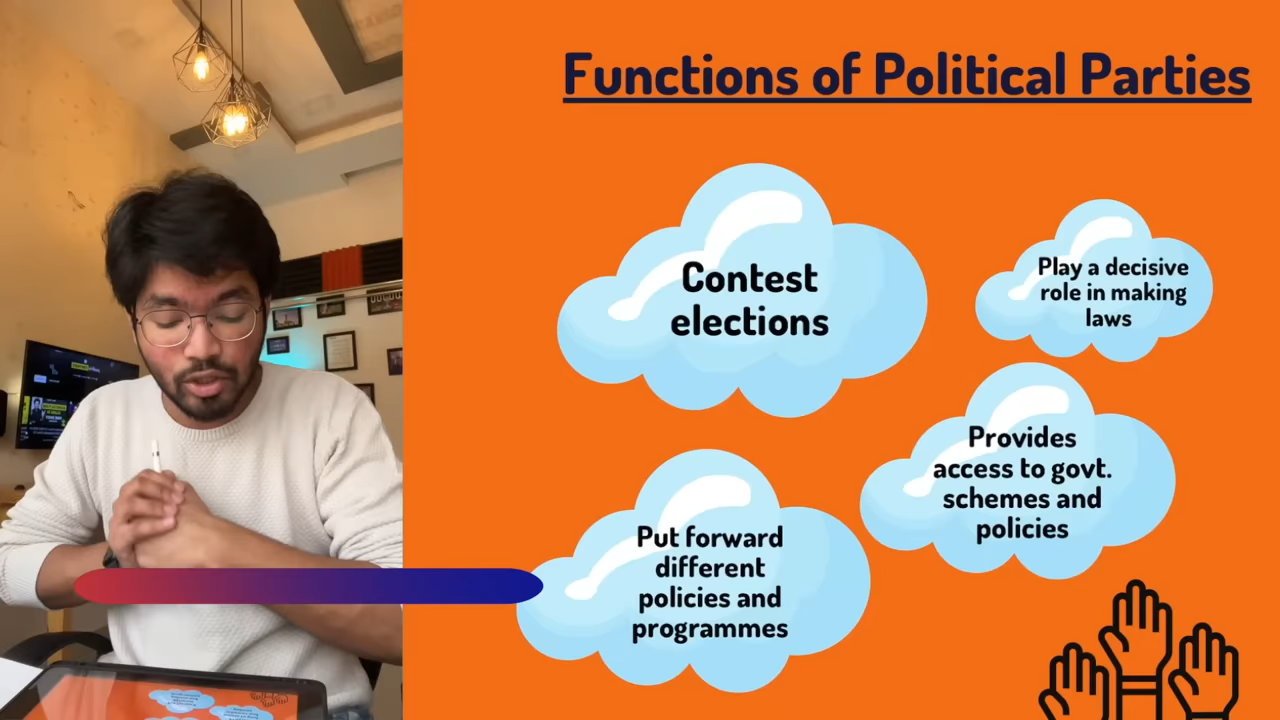 Functions of Political Parties
Contest
elections
Play a decisive
role in making
laws
Provides
access to govt.
schemes and
policies
Put forward
different
policies and
programmes